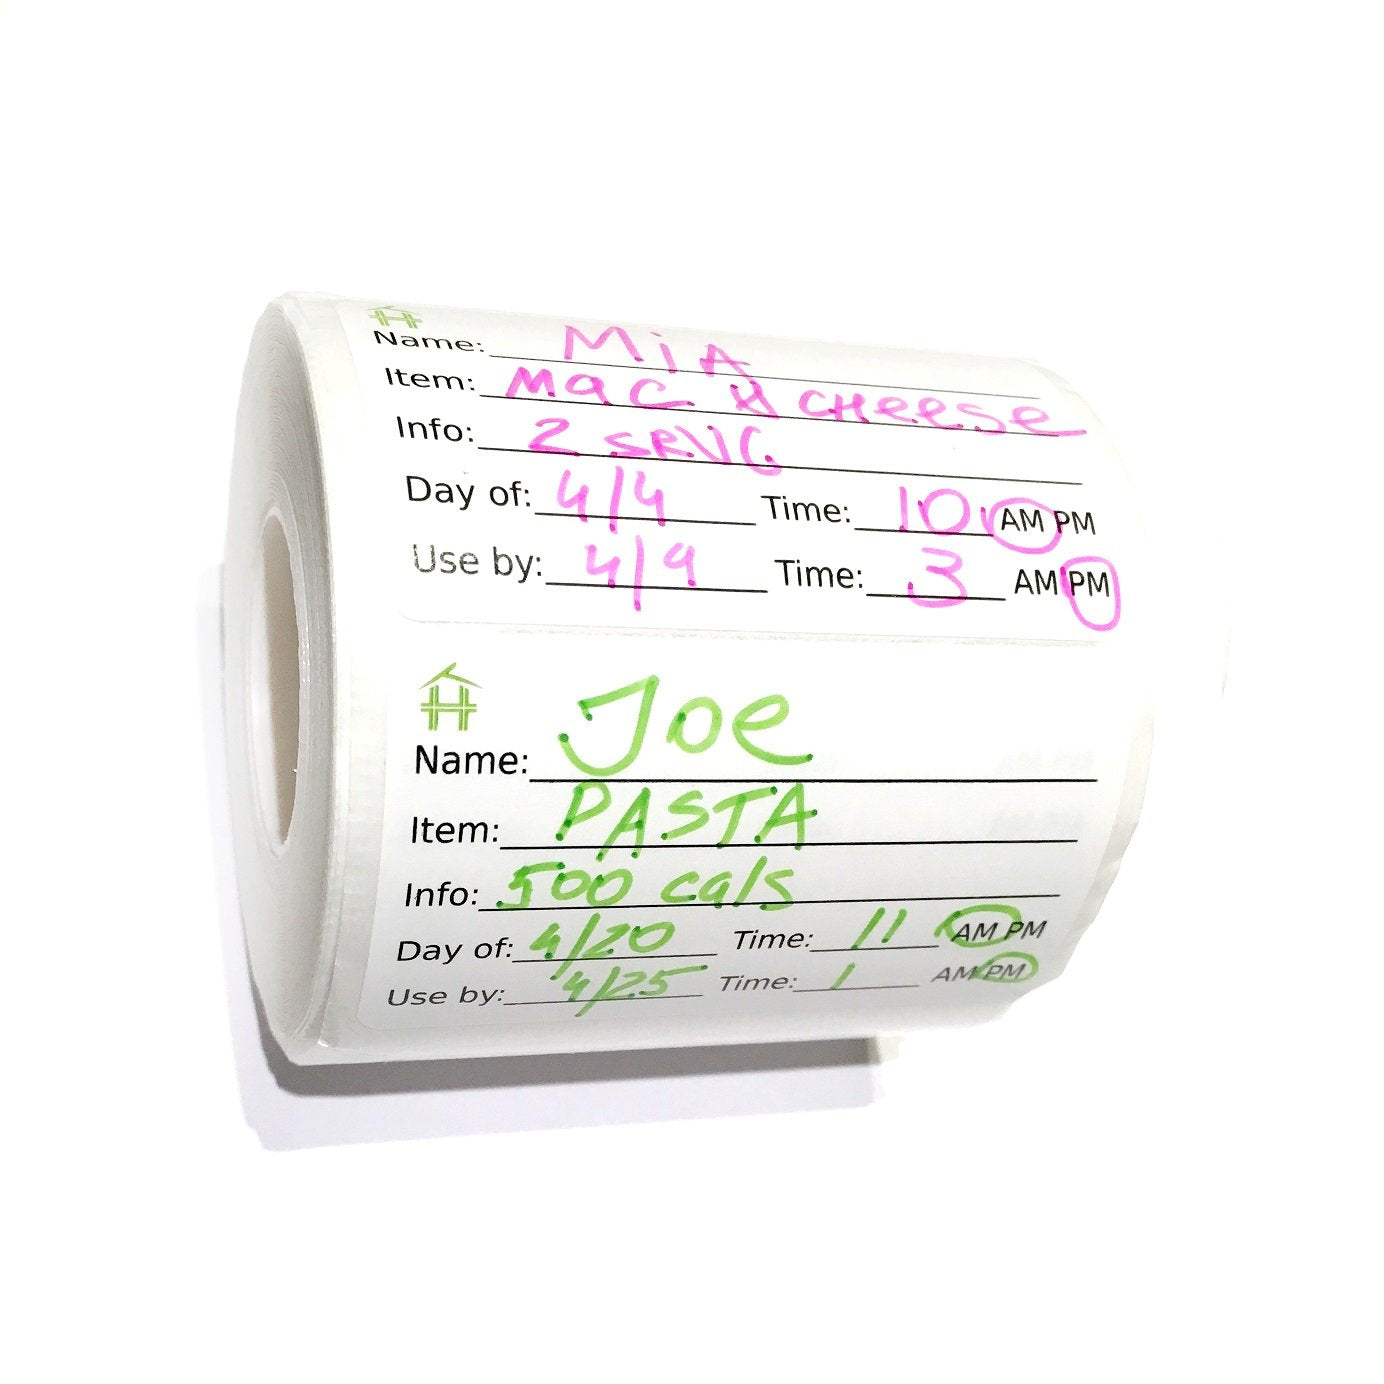 Name: MiA
Item: Mac & CHeese
Info: 2 SRVG
Day of: 4/4 Time: 10 AM PM
Use by: 4/9 Time: 3 AM PM
Name: Joe
Item: PASTA
Info: 500 cals
Day of: 4/20 Time: 11 AM PM
Use by: 4/25 Time: 1 AM PM